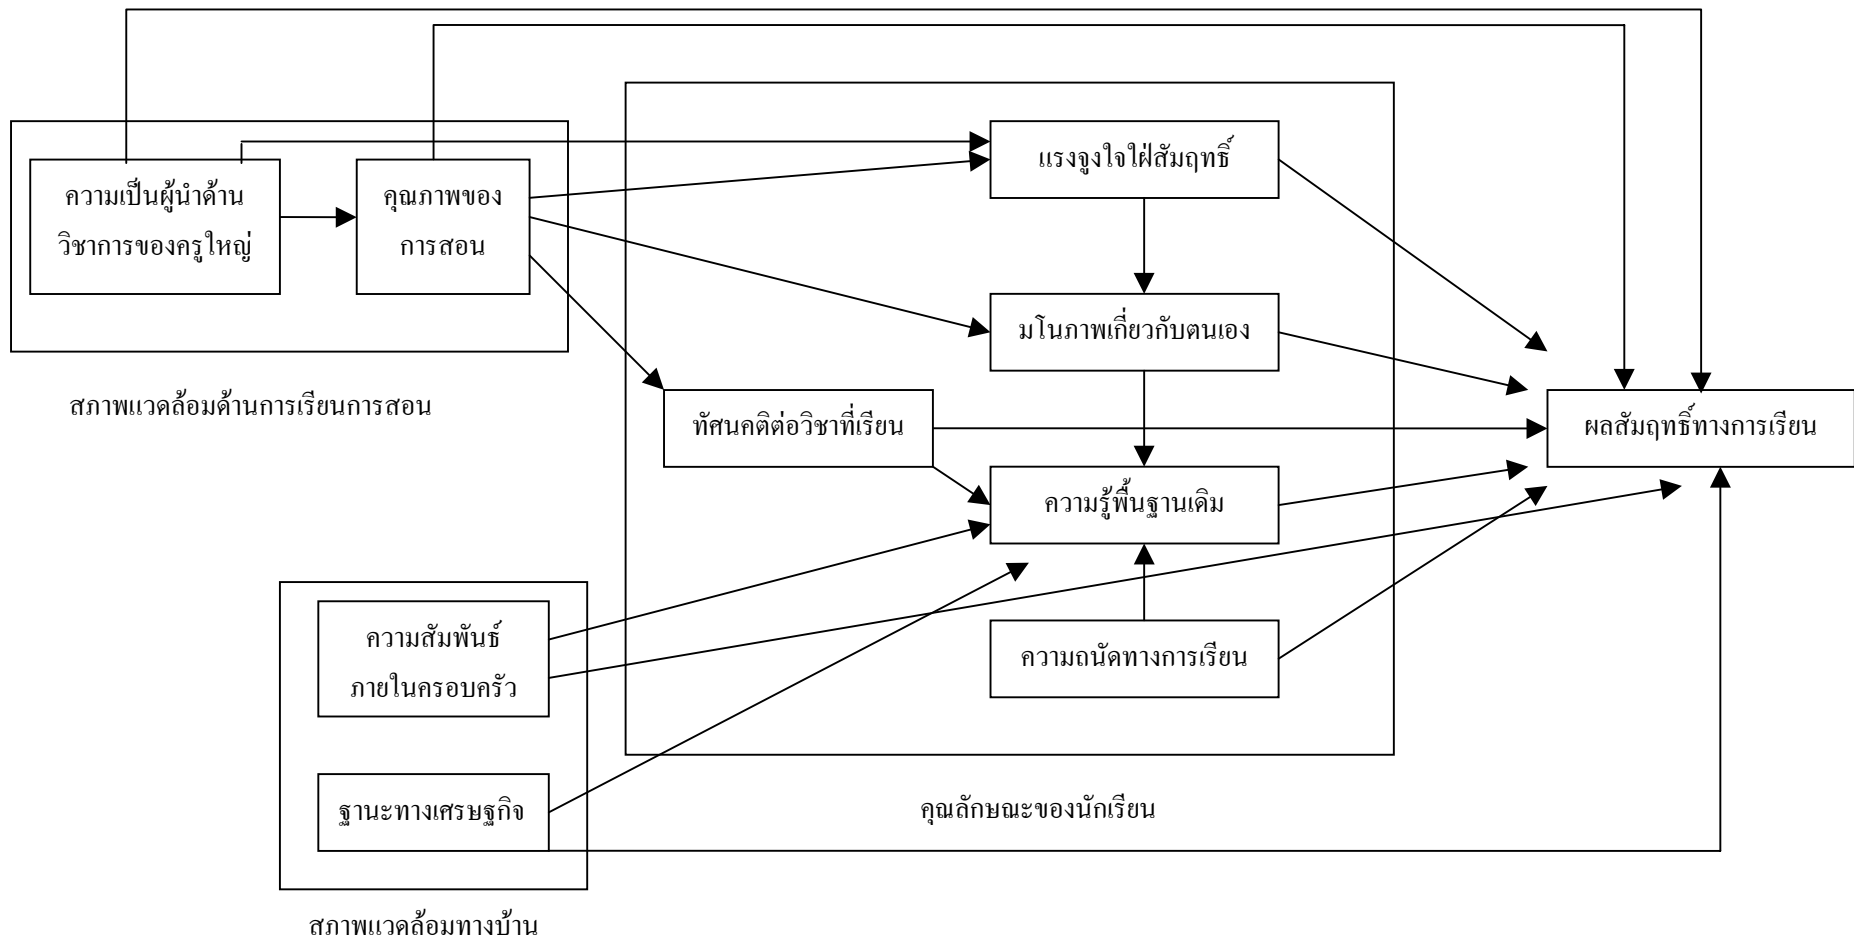 แรงจูงใจใฝ่สัมฤทธิ์
ความเป็นผู้นำด้าน
วิชาการของครูใหญ่
คุณภาพของ
การสอน
มโนภาพเกี่ยวกับตนเอง
สภาพแวดล้อมด้านการเรียนการสอน
ทัศนคติต่อวิชาที่เรียน
ผลสัมฤทธิ์ทางการเรียน
ความรู้พื้นฐานเดิม
ความสัมพันธ์
ภายในครอบครัว
ความถนัดทางการเรียน
ฐานะทางเศรษฐกิจ
คุณลักษณะของนักเรียน
สภาพแวดล้อมทางบ้าน